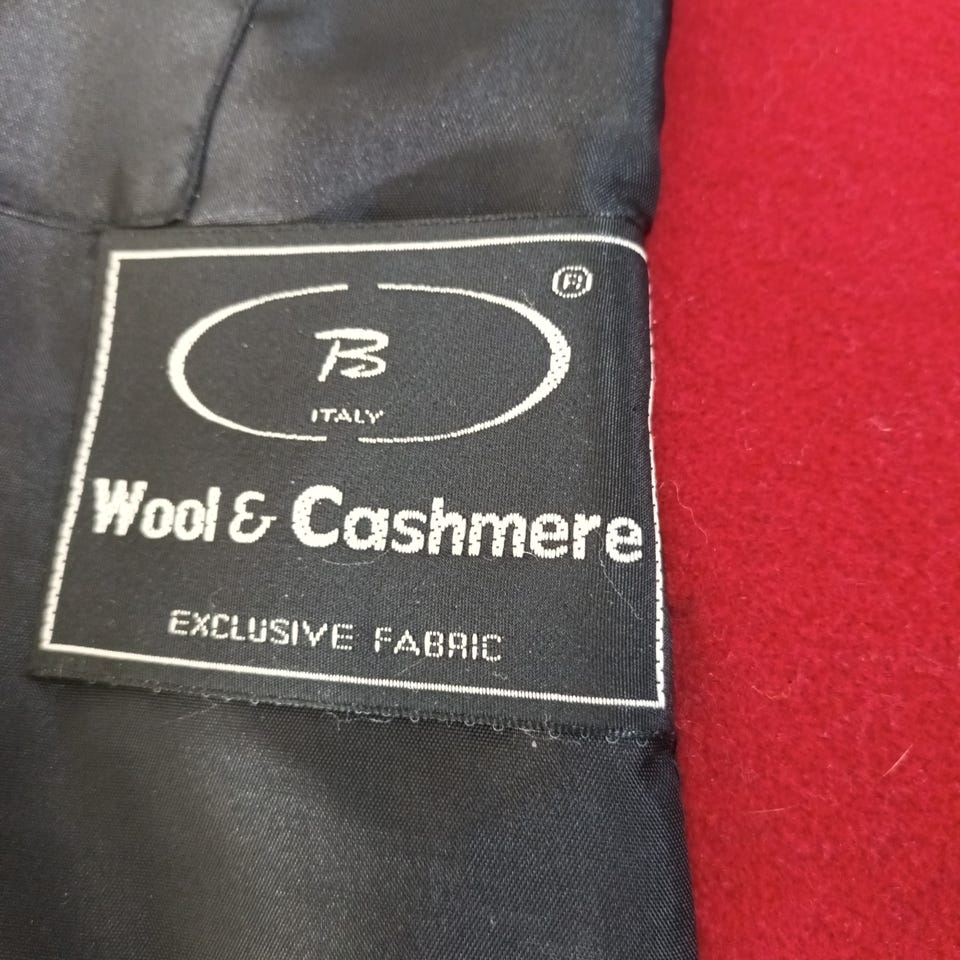 ®
B
ITALY
Wool & Cashmere
EXCLUSIVE FABRIC